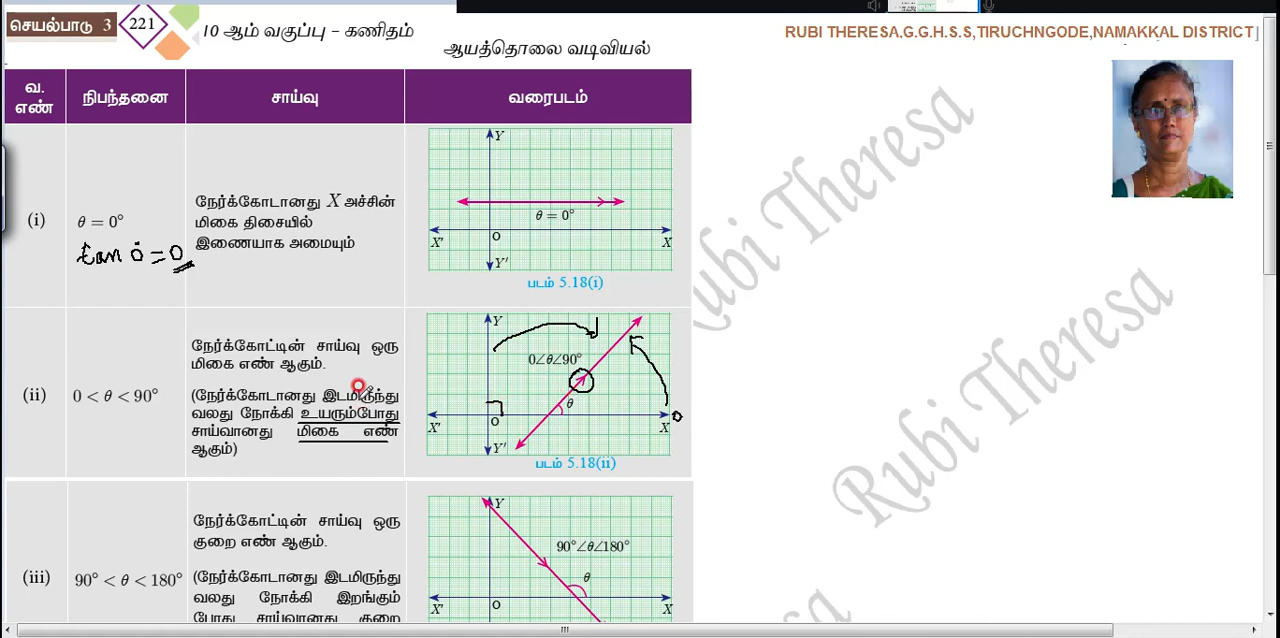 செயல்பாடு 3
221
10 ஆம் வகுப்பு – கணிதம்
ஆயத்தொலை வடிவியல்
RUBI THERESA,G.G.H.S.S,TIRUCHNGODE,NAMAKKAL DISTRICT
வ. எண்
நிபந்தனை
சாய்வு
வரைபடம்
(i)
θ = 0°
tan 0° = 0
நேர்க்கோடானது X அச்சின்
மிகை திசையில்
இணையாக அமையும்
Y
θ = 0°
X'
O
X
Y'
படம் 5.18(i)
(ii)
0 < θ < 90°
நேர்க்கோட்டின் சாய்வு ஒரு
மிகை எண் ஆகும்.
(நேர்க்கோடானது இடமிருந்து
வலது நோக்கி உயரும்போது
சாய்வானது மிகை எண்
ஆகும்)
Y
0∠θ∠90°
θ
X'
O
X
0
Y'
படம் 5.18(ii)
(iii)
90° < θ < 180°
நேர்க்கோட்டின் சாய்வு ஒரு
குறை எண் ஆகும்.
(நேர்க்கோடானது இடமிருந்து
வலது நோக்கி இறங்கும்
போது சாய்வானது குறை
Y
90°∠θ∠180°
θ
X'
O
X
Rubi Theresa
Rubi Theresa